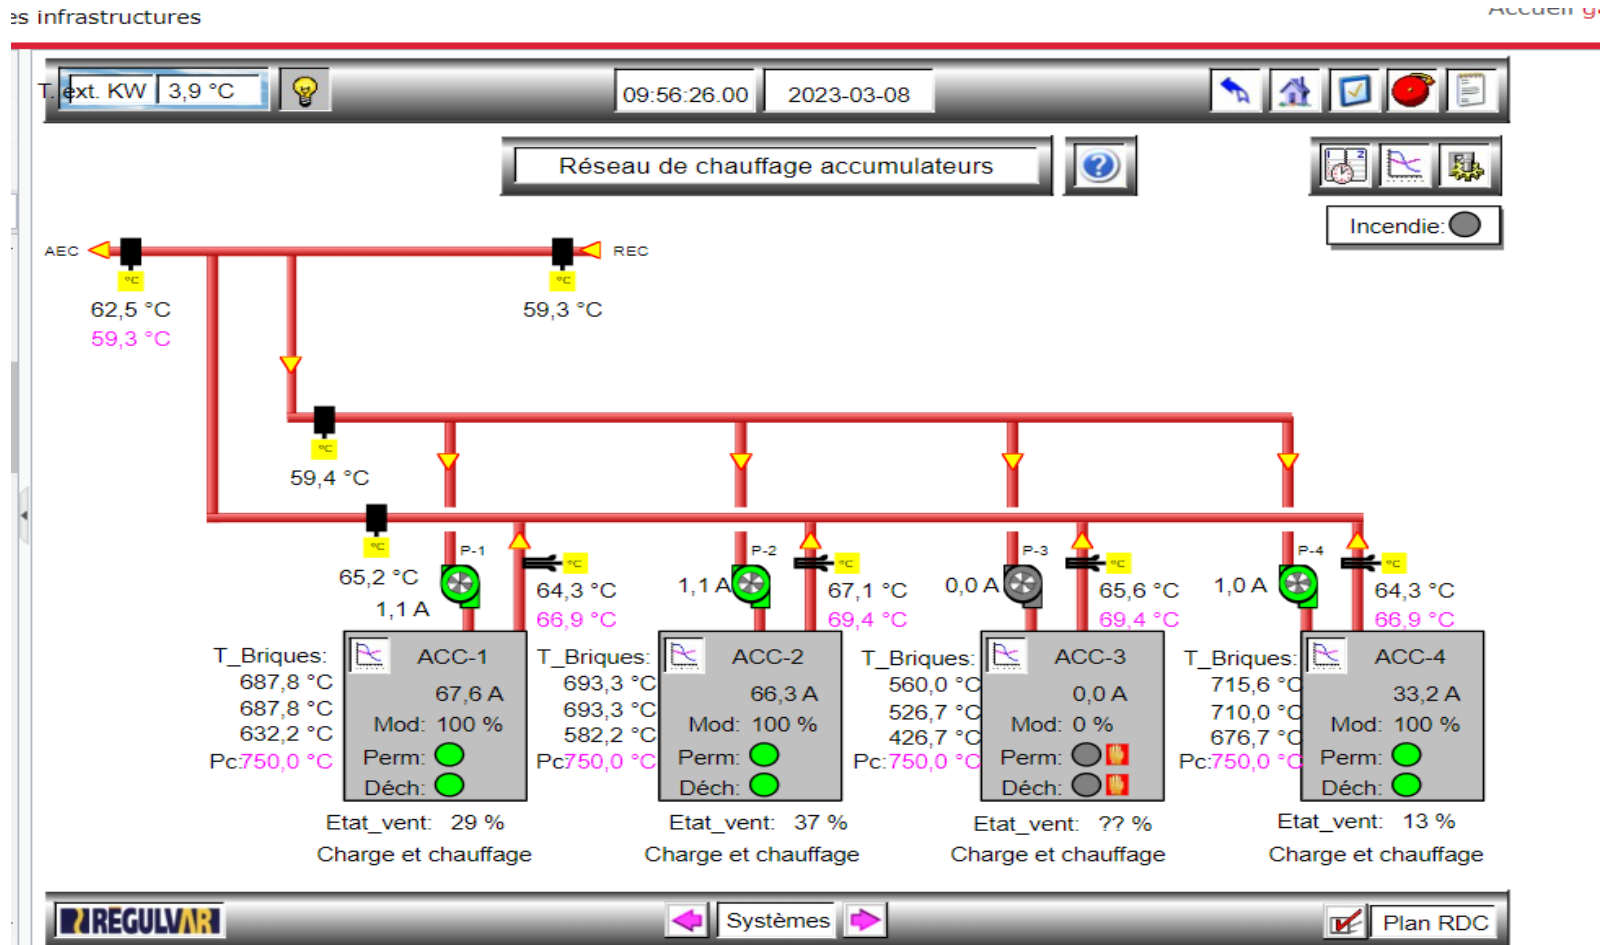 es infrastructures
Accueil
T. ext. KW 3,9 °C
09:56:26.00 2023-03-08
Réseau de chauffage accumulateurs
Incendie:
AEC
REC
°C
°C
62,5 °C
59,3 °C
59,3 °C
°C
59,4 °C
°C
65,2 °C
P-1
1,1 A
°C
64,3 °C
66,9 °C
P-2
1,1 A
°C
67,1 °C
69,4 °C
P-3
0,0 A
°C
65,6 °C
69,4 °C
P-4
1,0 A
°C
64,3 °C
66,9 °C
T_Briques:
687,8 °C
687,8 °C
632,2 °C
Pc:750,0 °C
ACC-1
67,6 A
Mod: 100 %
Perm:
Déch:
Etat_vent: 29 %
Charge et chauffage
T_Briques:
693,3 °C
693,3 °C
582,2 °C
Pc:750,0 °C
ACC-2
66,3 A
Mod: 100 %
Perm:
Déch:
Etat_vent: 37 %
Charge et chauffage
T_Briques:
560,0 °C
526,7 °C
426,7 °C
Pc:750,0 °C
ACC-3
0,0 A
Mod: 0 %
Perm:
Déch:
Etat_vent: ?? %
Charge et chauffage
T_Briques:
715,6 °C
710,0 °C
676,7 °C
Pc:750,0 °C
ACC-4
33,2 A
Mod: 100 %
Perm:
Déch:
Etat_vent: 13 %
Charge et chauffage
RÉGULVAR
Systèmes
Plan RDC